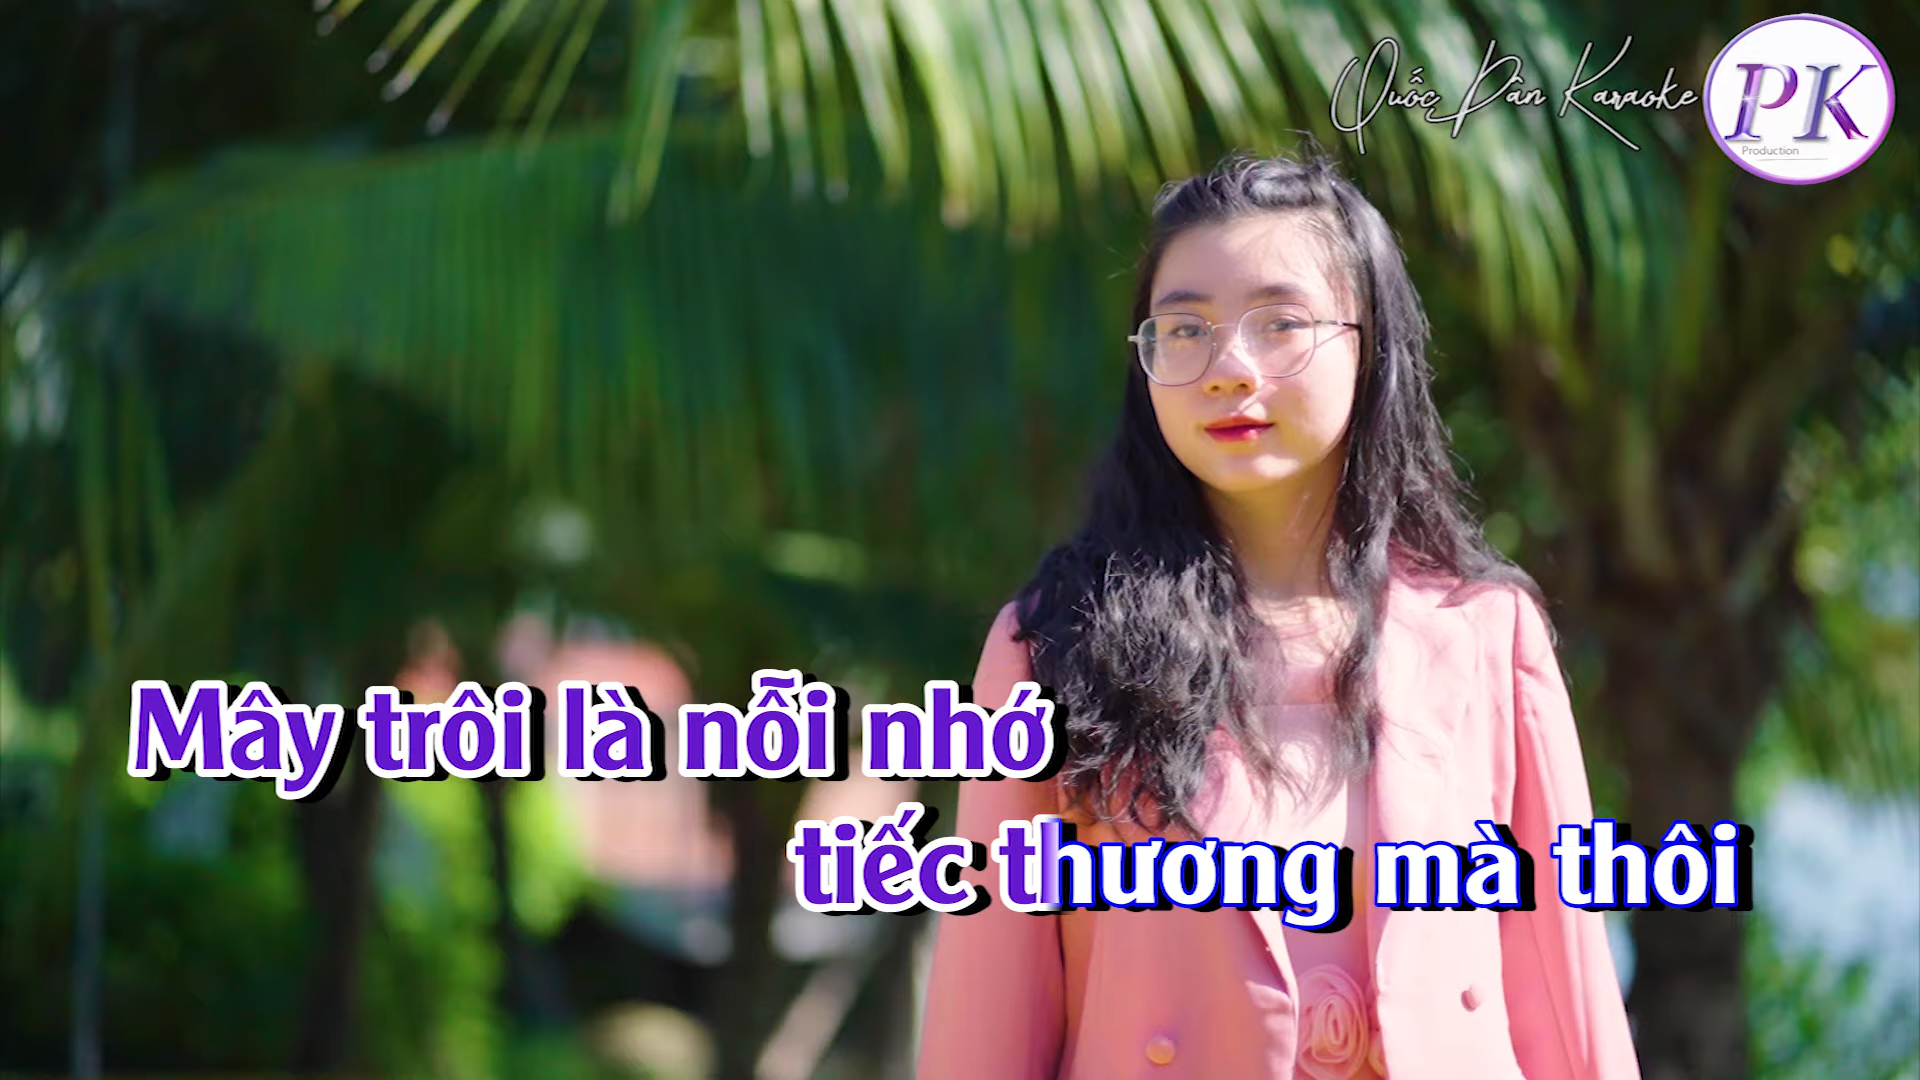 Quốc Dân Karaoke
PK
Production
Mây trôi là nỗi nhớ
tiếc thương mà thôi